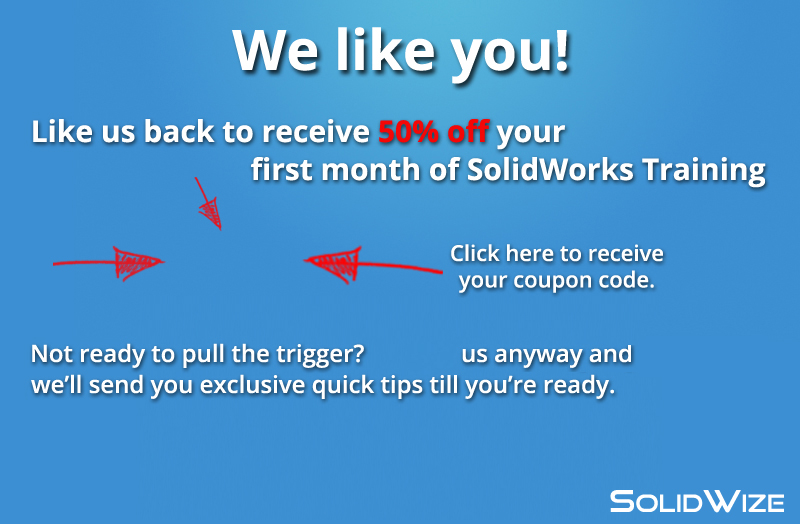 We like you!
Like us back to receive 50% off your
first month of SolidWorks Training
Click here to receive
your coupon code.
Not ready to pull the trigger? us anyway and
we’ll send you exclusive quick tips till you’re ready.
SOLIDWIZE